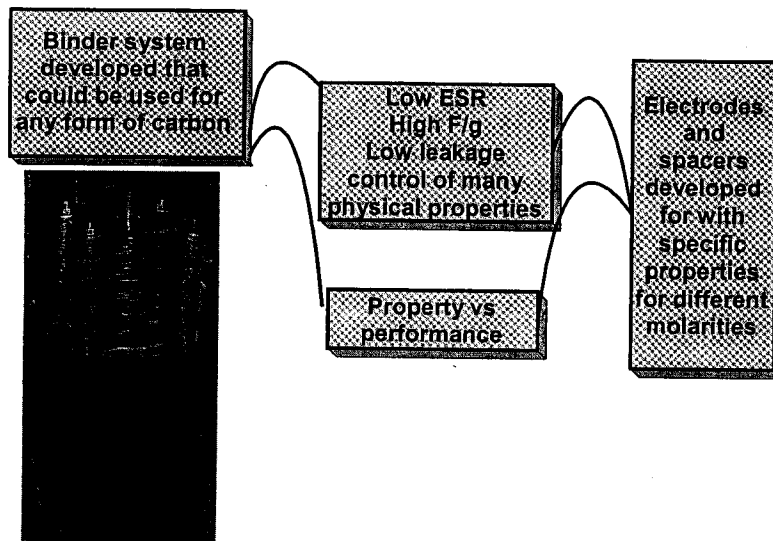 Binder system
developed that
could be used for
any form of carbon
Low ESR
High F/g
Low leakage
control of many
physical properties
Property vs
performance
Electrodes
and
spacers
developed
for with
specific
properties
for different
molarities